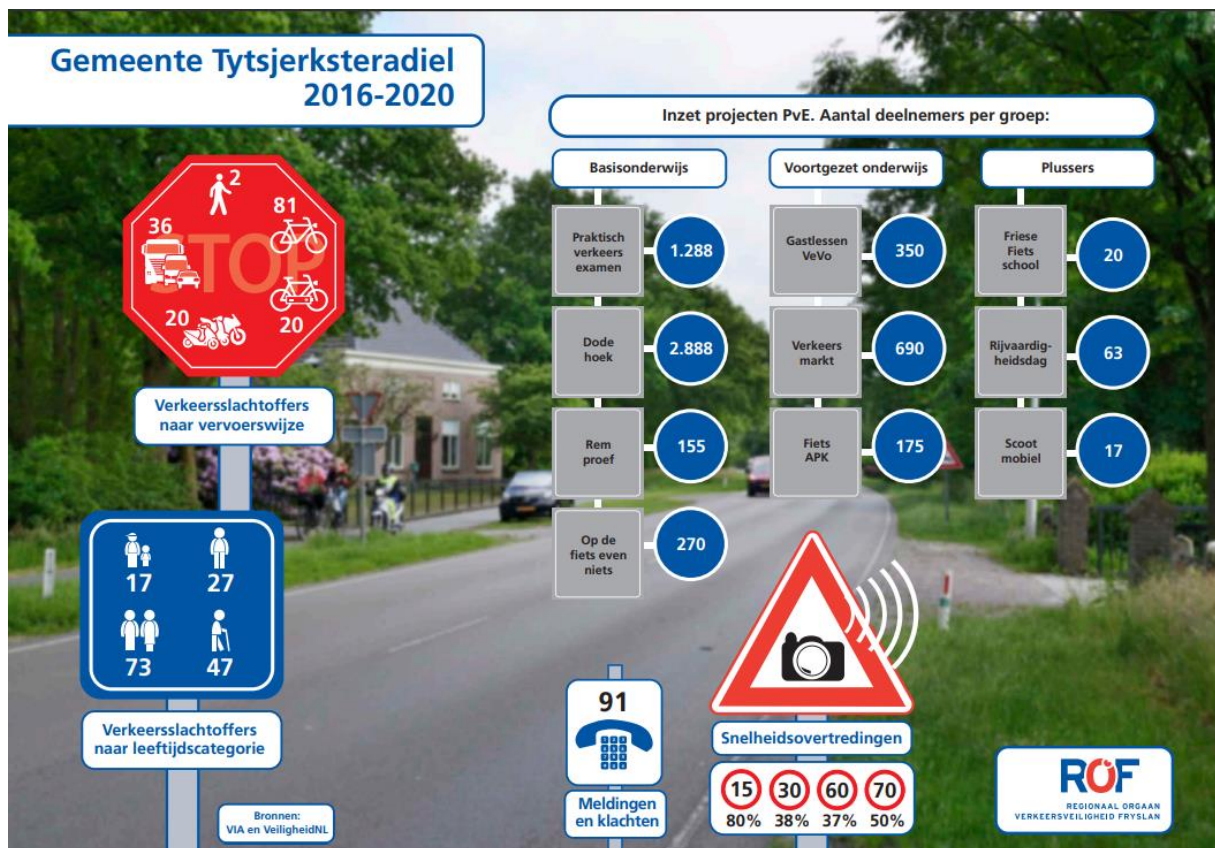 Gemeente Tytsjerksteradiel
2016-2020
2
36
81
STOP
20
20
Verkeersslachtoffers
naar vervoerswijze
17
27
73
47
Verkeersslachtoffers
naar leeftijdscategorie
Bronnen:
VIA en VeiligheidNL
Inzet projecten PvE. Aantal deelnemers per groep:
Basisonderwijs
Praktisch
verkeers
examen
1.288
Dode
hoek
2.888
Rem
proef
155
Op de
fiets even
niets
270
Voortgezet onderwijs
Gastlessen
VeVo
350
Verkeers
markt
690
Fiets
APK
175
Plussers
Friese
Fiets
school
20
Rijvaardig-
heidsdag
63
Scoot
mobiel
17
91
Meldingen
en klachten
Snelheidsovertredingen
15 30 60 70
80% 38% 37% 50%
ROF
REGIONAAL ORGAAN
VERKEERSVEILIGHEID FRYSLAN